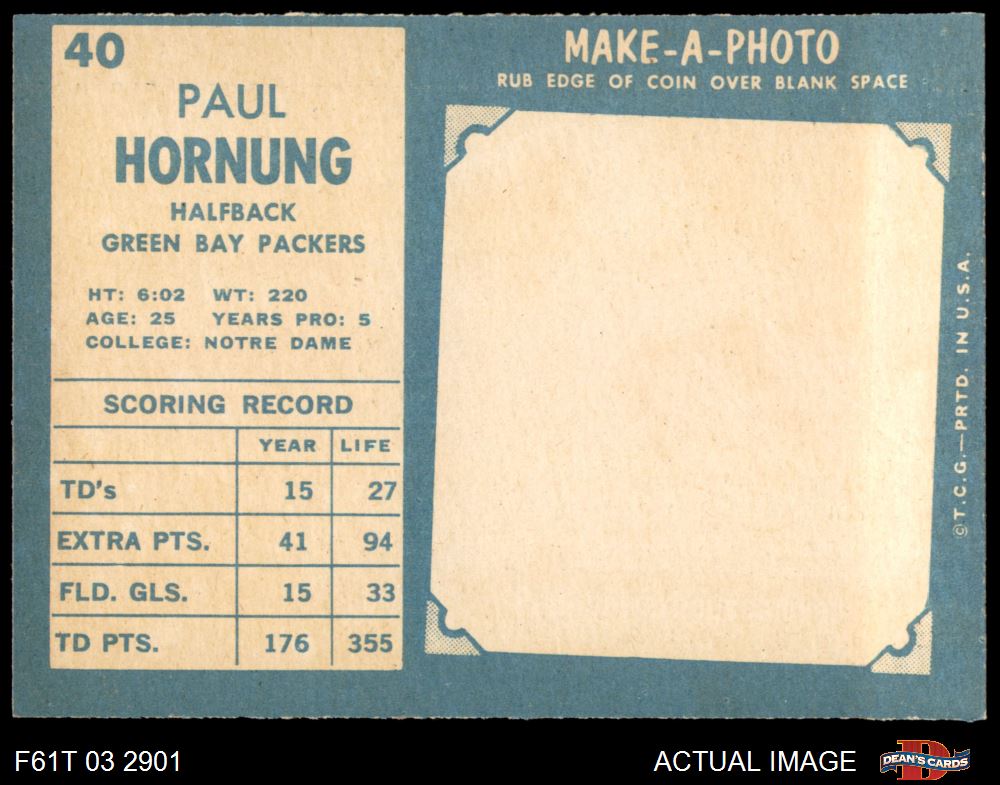 40
PAUL
HORNUNG
HALFBACK
GREEN BAY PACKERS
HT: 6:02 WT: 220
AGE: 25 YEARS PRO: 5
COLLEGE: NOTRE DAME
SCORING RECORD
YEAR LIFE
TD's 15 27
EXTRA PTS. 41 94
FLD. GLS. 15 33
TD PTS. 176 355
MAKE-A-PHOTO
RUB EDGE OF COIN OVER BLANK SPACE
©T.C.G.—PRTD. IN U.S.A.
F61T 03 2901
ACTUAL IMAGE
DEAN'S CARDS